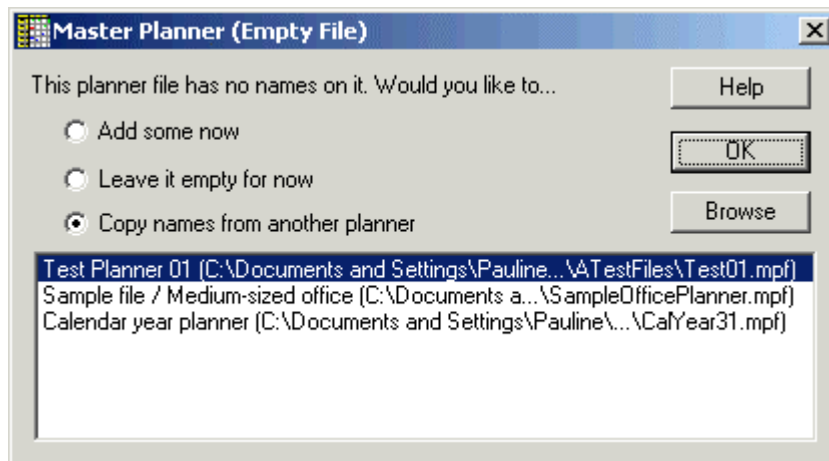 Master Planner (Empty File)
This planner file has no names on it. Would you like to...
Help
Add some now
OK
Leave it empty for now
Browse
Copy names from another planner
Test Planner 01 (C:\Documents and Settings\Pauline...\ATestFiles\Test01.mpf)
Sample file / Medium-sized office (C:\Documents a...\SampleOfficePlanner.mpf)
Calendar year planner (C:\Documents and Settings\Pauline\...\CalYear31.mpf)